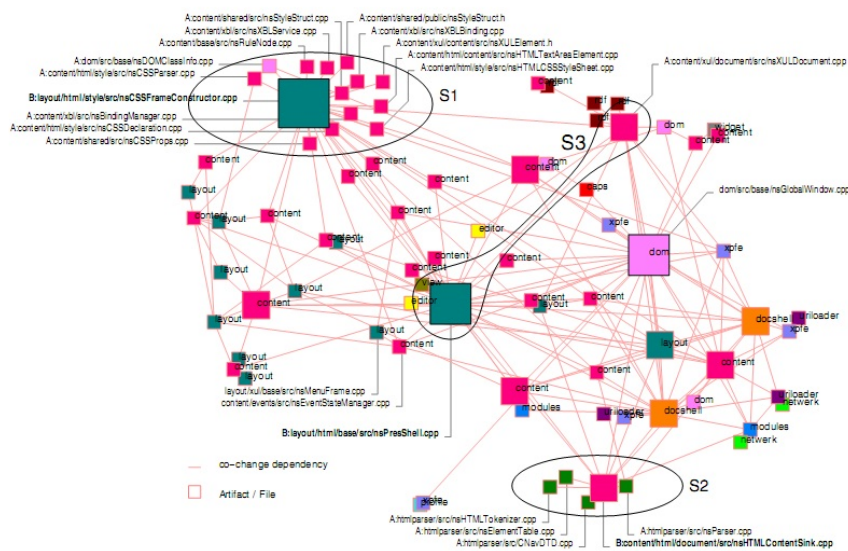 A:content/shared/src/nsStyleStruct.cpp
A:content/shared/public/nsStyleStruct.h
A:content/xbl/src/nsXBLService.cpp
A:content/xbl/src/nsXBLBinding.cpp
A:content/base/src/nsRuleNode.cpp
A:content/xul/content/src/nsXULElement.h
A:dom/src/base/nsDOMClassInfo.cpp
A:content/html/content/src/nsHTMLTextAreaElement.cpp
A:content/html/style/src/nsCSSParser.cpp
A:content/html/style/src/nsHTMLCSSStyleSheet.cpp
A:content/xul/document/src/nsXULDocument.cpp
B:layout/html/style/src/nsCSSFrameConstructor.cpp
S1
A:content/xbl/src/nsBindingManager.cpp
A:content/html/style/src/nsCSSDeclaration.cpp
A:content/shared/src/nsCSSProps.cpp
S3
content
rdf
rdf
rdf
dom
widget
content
content
content
content
content
content
dom
content
caps
dom/src/base/nsGlobalWindow.cpp
layout
content
layout
content
content
content
layout
editor
xpfe
dom
xpfe
content
content
layout
view
content
layout
content
editor
content
layout
content
docshell
uriloader
xpfe
layout
layout
content
layout
content
layout
layout
content
content
content
layout/xul/base/src/nsMenuFrame.cpp
content/events/src/nsEventStateManager.cpp
modules
dom
docshell
uriloader
xpfe
uriloader
netwerk
modules
netwerk
B:layout/html/base/src/nsPresShell.cpp
co-change dependency
Artifact / File
S2
A:htmlparser/src/nsHTMLTokenizer.cpp
A:htmlparser/src/nsElementTable.cpp
A:htmlparser/src/CNavDTD.cpp
A:htmlparser/src/nsParser.cpp
B:content/html/document/src/nsHTMLContentSink.cpp